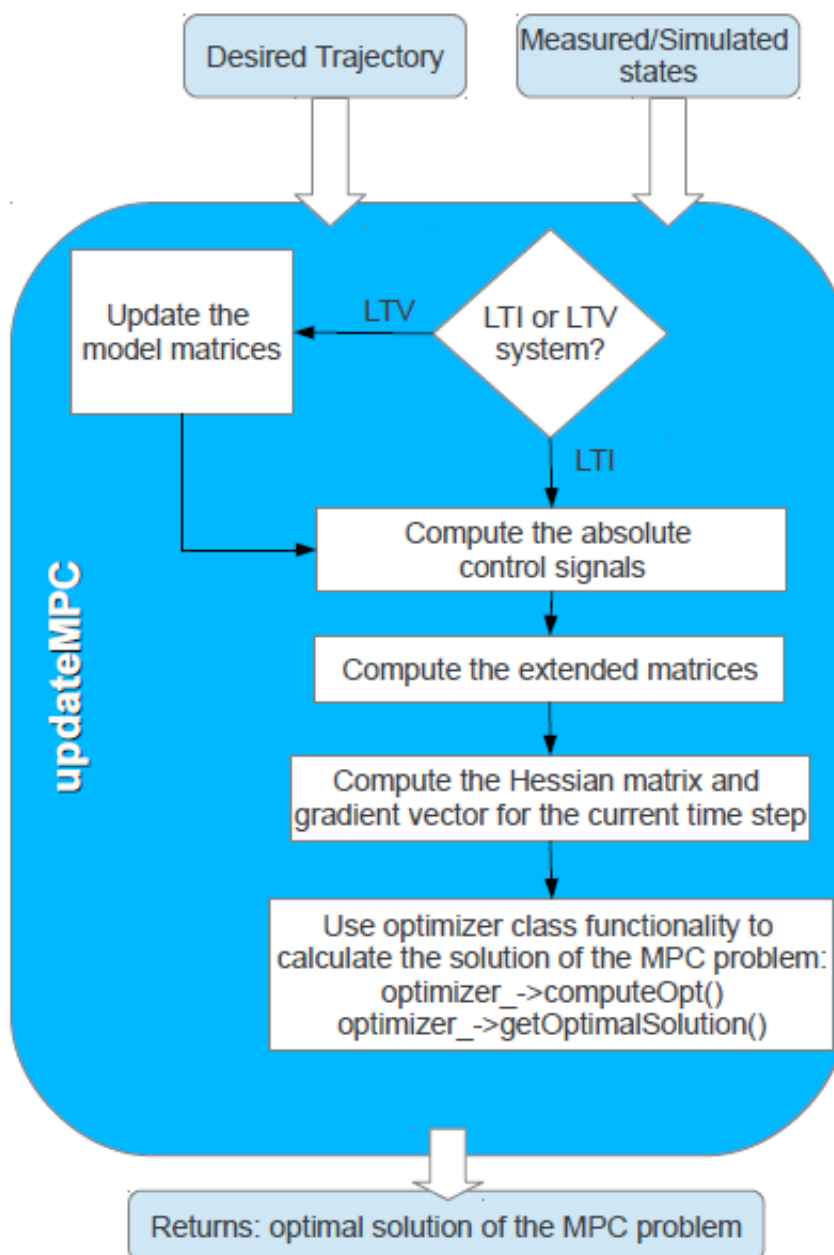 Desired Trajectory
Measured/Simulated
states
Update the
model matrices
LTV
LTI or LTV
system?
LTI
Compute the absolute
control signals
updateMPC
Compute the extended matrices
Compute the Hessian matrix and
gradient vector for the current time step
Use optimizer class functionality to
calculate the solution of the MPC problem:
optimizer_->computeOpt()
optimizer_->getOptimalSolution()
Returns: optimal solution of the MPC problem